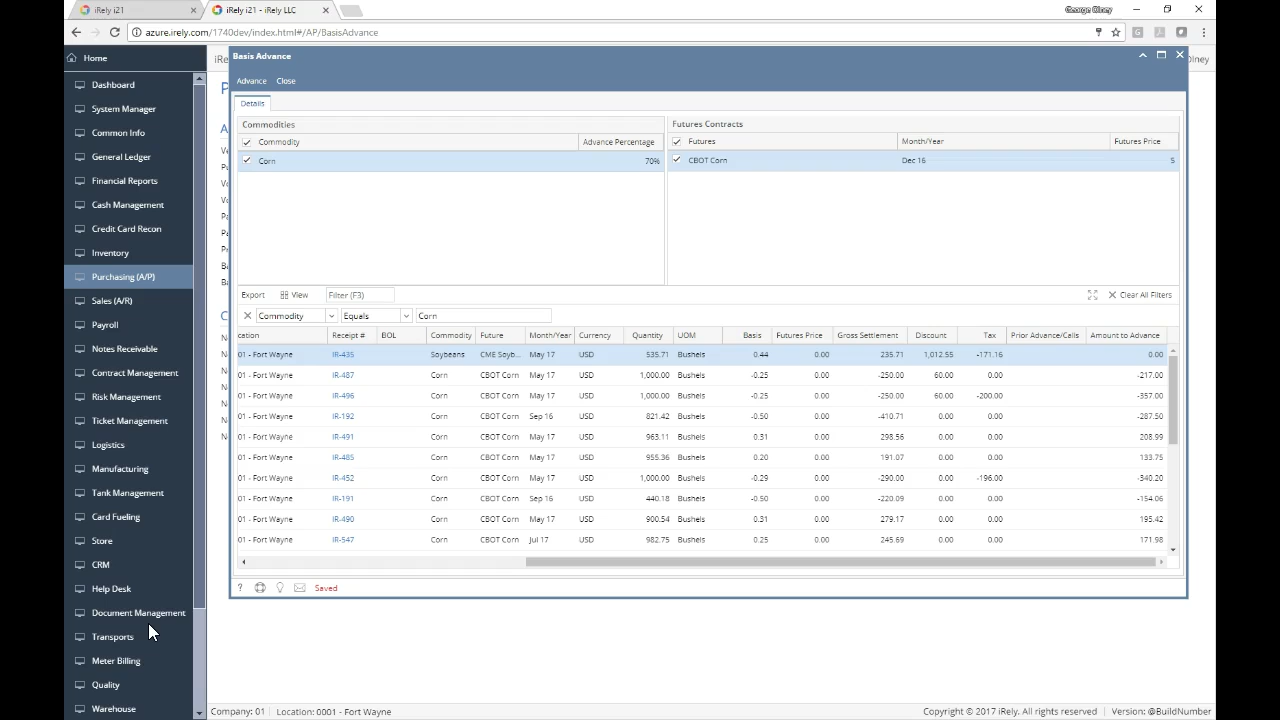 iRely i21
iRely i21 - iRely LLC
George Olney
azure.irely.com/1740dev/index.html#/AP/BasisAdvance
Home
Dashboard
System Manager
Common Info
General Ledger
Financial Reports
Cash Management
Credit Card Recon
Inventory
Purchasing (A/P)
Sales (A/R)
Payroll
Notes Receivable
Contract Management
Risk Management
Ticket Management
Logistics
Manufacturing
Tank Management
Card Fueling
Store
CRM
Help Desk
Document Management
Transports
Meter Billing
Quality
Warehouse
Basis Advance
Advance Close
Details
Commodities
Commodity Advance Percentage
Corn 70%
Futures Contracts
Futures Month/Year Futures Price
CBOT Corn Dec 16 5
Export View Filter (F3) Clear All Filters
Commodity Equals Corn
cation Receipt # BOL Commodity Future Month/Year Currency Quantity UOM Basis Futures Price Gross Settlement Discount Tax Prior Advance/Calls Amount to Advance
01 - Fort Wayne IR-435 Soybeans CME Soyb... May 17 USD 535.71 Bushels 0.44 0.00 235.71 1,012.55 -171.16 0.00
01 - Fort Wayne IR-487 Corn CBOT Corn May 17 USD 1,000.00 Bushels -0.25 0.00 -250.00 60.00 0.00 -217.00
01 - Fort Wayne IR-496 Corn CBOT Corn May 17 USD 1,000.00 Bushels -0.25 0.00 -250.00 60.00 -200.00 -357.00
01 - Fort Wayne IR-192 Corn CBOT Corn Sep 16 USD 821.42 Bushels -0.50 0.00 -410.71 0.00 0.00 -287.50
01 - Fort Wayne IR-491 Corn CBOT Corn May 17 USD 963.11 Bushels 0.31 0.00 298.56 0.00 0.00 208.99
01 - Fort Wayne IR-485 Corn CBOT Corn May 17 USD 955.36 Bushels 0.20 0.00 191.07 0.00 0.00 133.75
01 - Fort Wayne IR-452 Corn CBOT Corn May 17 USD 1,000.00 Bushels -0.29 0.00 -290.00 0.00 -196.00 -340.20
01 - Fort Wayne IR-191 Corn CBOT Corn Sep 16 USD 440.18 Bushels -0.50 0.00 -220.09 0.00 0.00 -154.06
01 - Fort Wayne IR-490 Corn CBOT Corn May 17 USD 900.54 Bushels 0.31 0.00 279.17 0.00 0.00 195.42
01 - Fort Wayne IR-547 Corn CBOT Corn Jul 17 USD 982.75 Bushels 0.25 0.00 245.69 0.00 0.00 171.98
? Saved
Company: 01 Location: 0001 - Fort Wayne
Copyright © 2017 iRely. All rights reserved Version: @BuildNumber